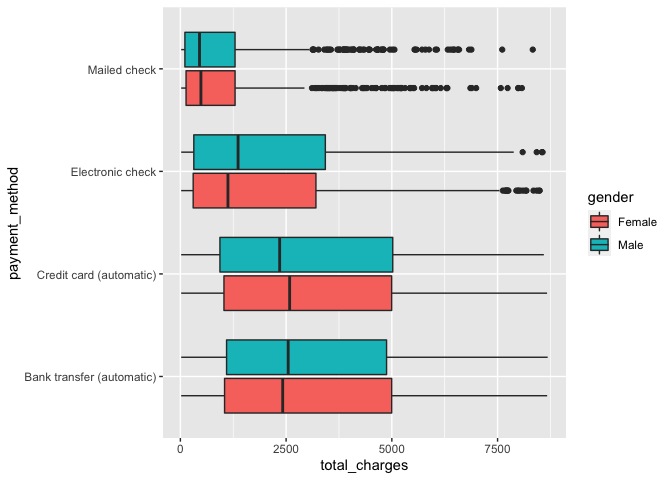 Mailed check
Electronic check
Credit card (automatic)
Bank transfer (automatic)
payment_method
0 2500 5000 7500
total_charges
gender
Female
Male